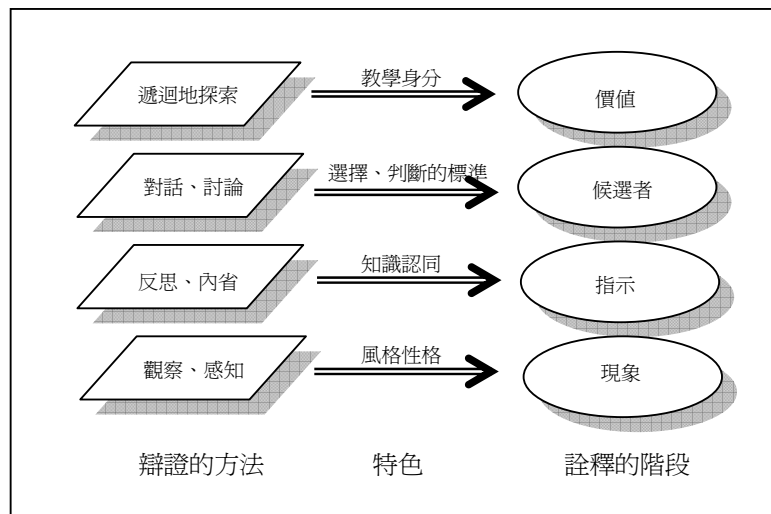 遞迴地探索
教學身分
價值
對話、討論
選擇、判斷的標準
候選者
反思、內省
知識認同
指示
觀察、感知
風格性格
現象
辯證的方法
特色
詮釋的階段